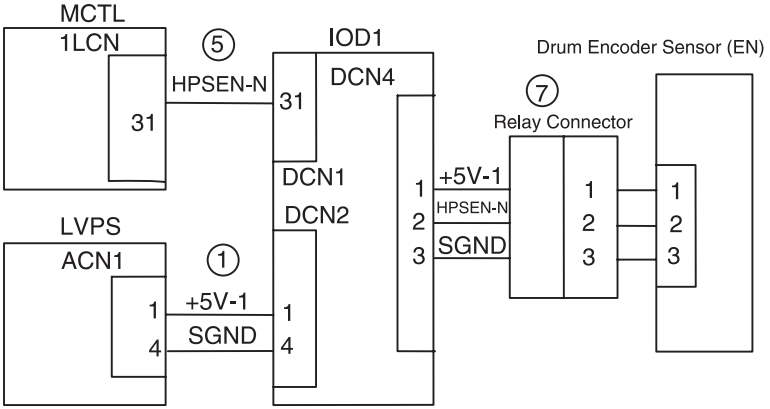 MCTL
1LCN
5
HPSEN-N
31
31
IOD1
DCN4
DCN1
DCN2
LVPS
ACN1
1
+5V-1
1
1
SGND
4
4
Drum Encoder Sensor (EN)
7
Relay Connector
1
+5V-1
1
1
2
HPSEN-N
2
2
3
SGND
3
3